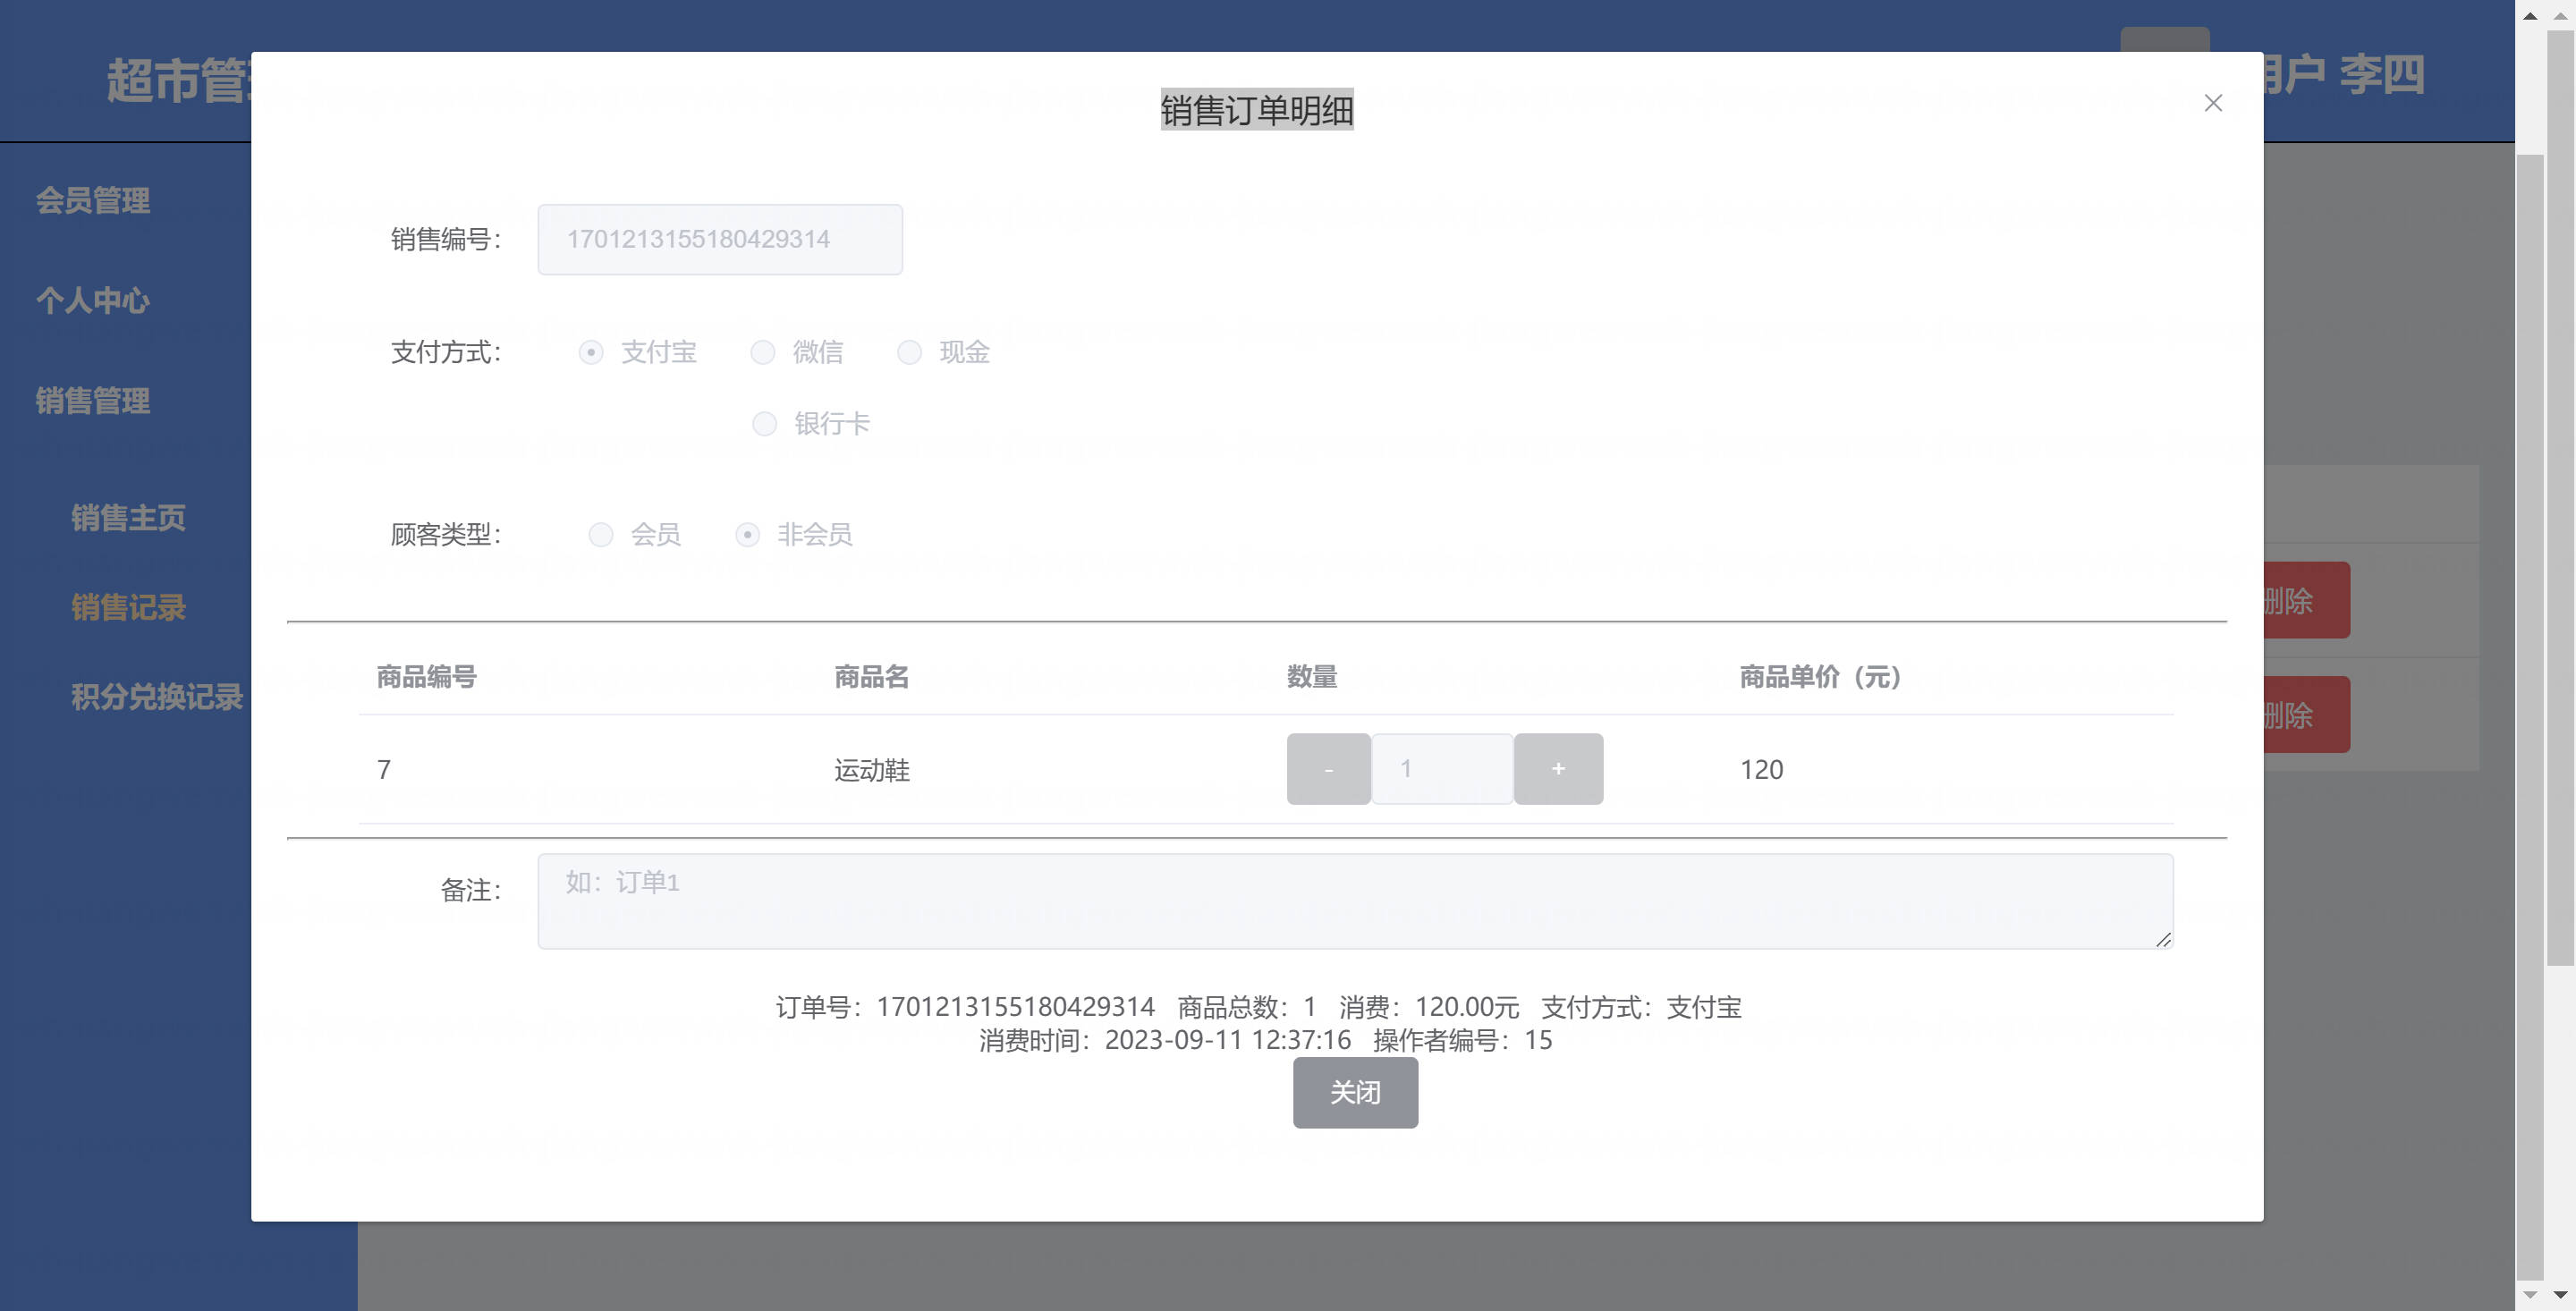 超市管
用户 李四
会员管理
个人中心
销售管理
销售主页
销售记录
积分兑换记录
销售订单明细
销售编号： 1701213155180429314
支付方式： 支付宝 微信 现金
银行卡
顾客类型： 会员 非会员
商品编号 商品名 数量 商品单价（元）
7 运动鞋 - 1 + 120
备注： 如：订单1
订单号：1701213155180429314 商品总数：1 消费：120.00元 支付方式：支付宝
消费时间：2023-09-11 12:37:16 操作者编号：15
关闭
删除
删除